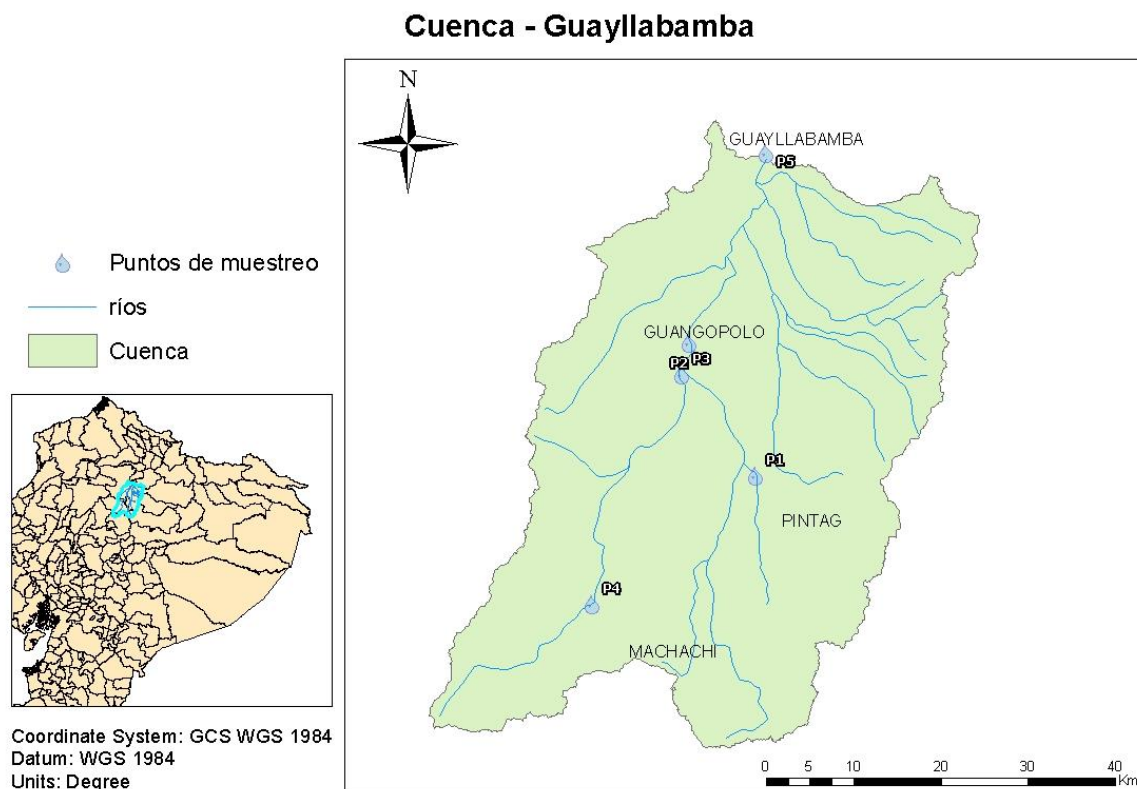 Cuenca - Guayllabamba
N
GUAYLLABAMBA
P5
Puntos de muestreo
ríos
Cuenca
GUANGOPOLO
P3
P2
P1
PINTAG
P4
MACHACHI
Coordinate System: GCS WGS 1984
Datum: WGS 1984
Units: Degree
0 5 10 20 30 40
Km